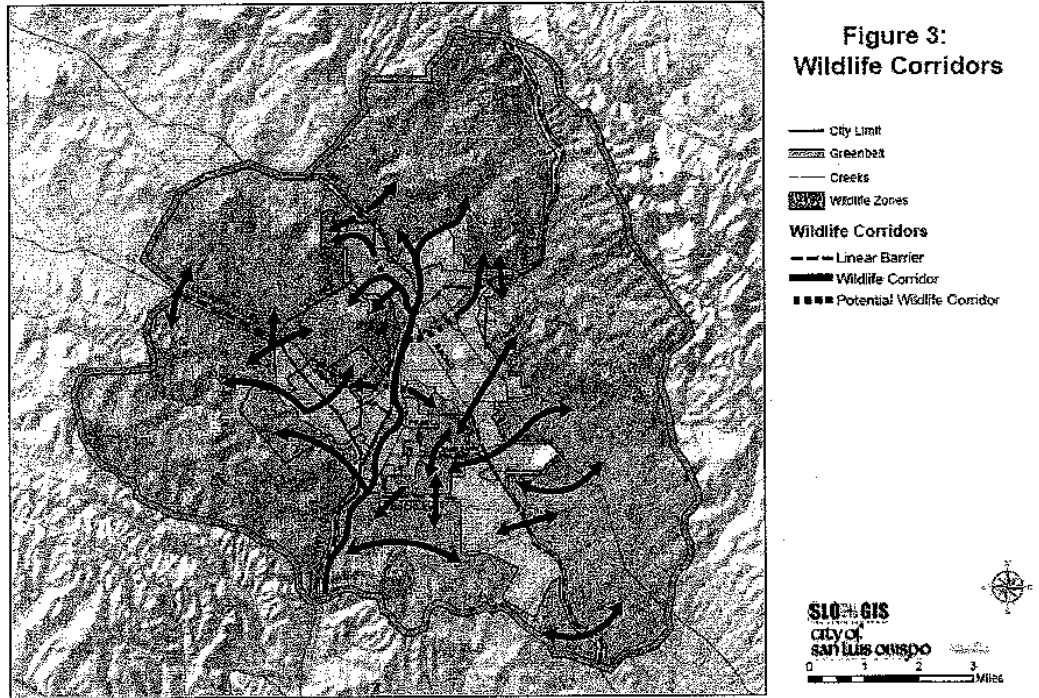 Figure 3:
Wildlife Corridors
City Limit
Greenbelt
Creeks
Wildlife Zones
Wildlife Corridors
Linear Barrier
Wildlife Corridor
Potential Wildlife Corridor
SLO GIS
city of
san luis obispo
0 1 2 3
Miles